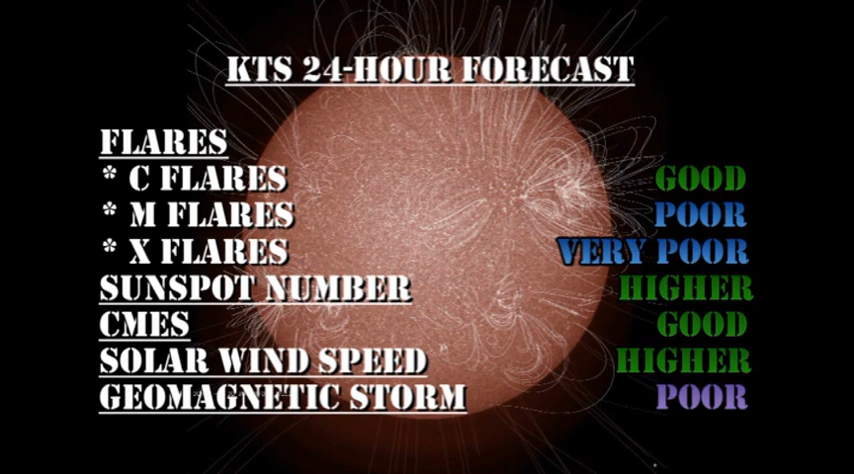 KTS 24-HOUR FORECAST
FLARES
* C FLARES GOOD
* M FLARES POOR
* X FLARES VERY POOR
SUNSPOT NUMBER HIGHER
CMES GOOD
SOLAR WIND SPEED HIGHER
GEOMAGNETIC STORM POOR